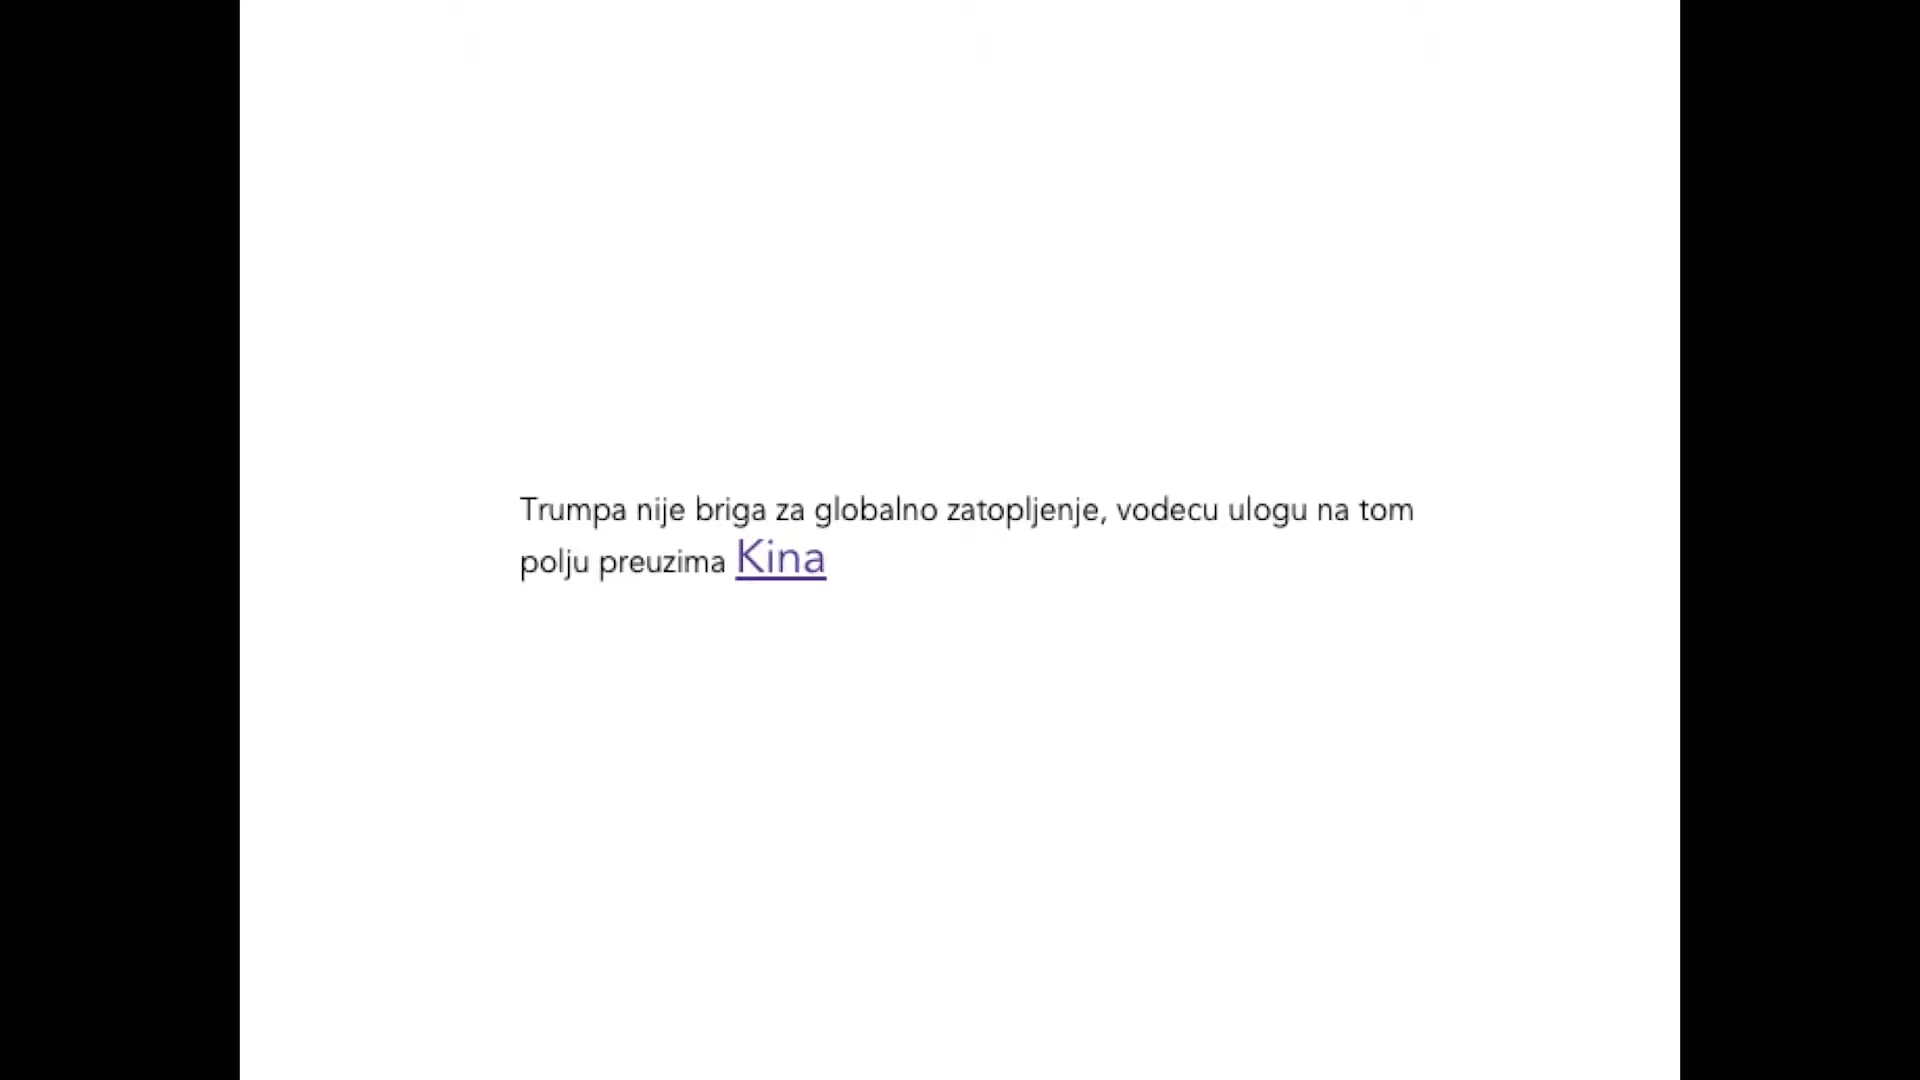 Trumpa nije briga za globalno zatopljenje, vodecu ulogu na tom
polju preuzima Kina